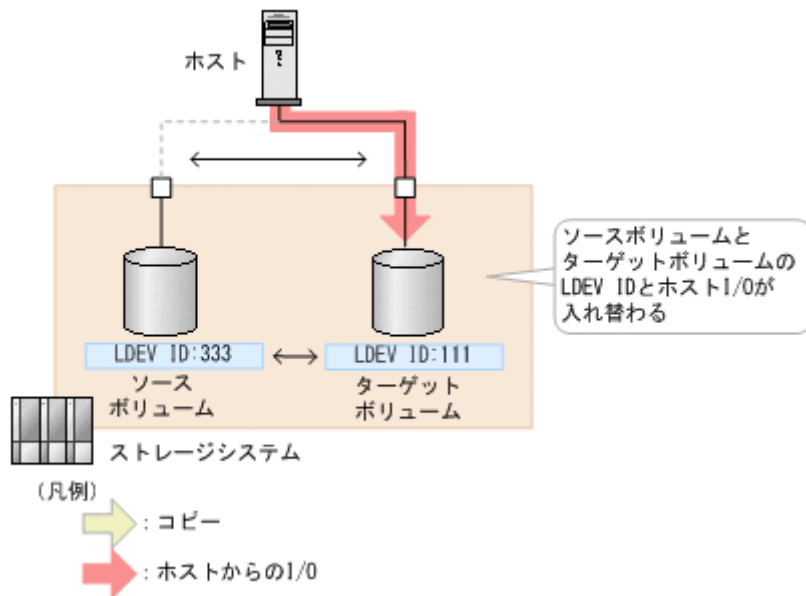 ホスト
ソースボリュームと
ターゲットボリュームの
LDEV IDとホストI/Oが
入れ替わる
LDEV ID:333
LDEV ID:111
ソース
ボリューム
ターゲット
ボリューム
ストレージシステム
(凡例)
:コピー
:ホストからのI/O